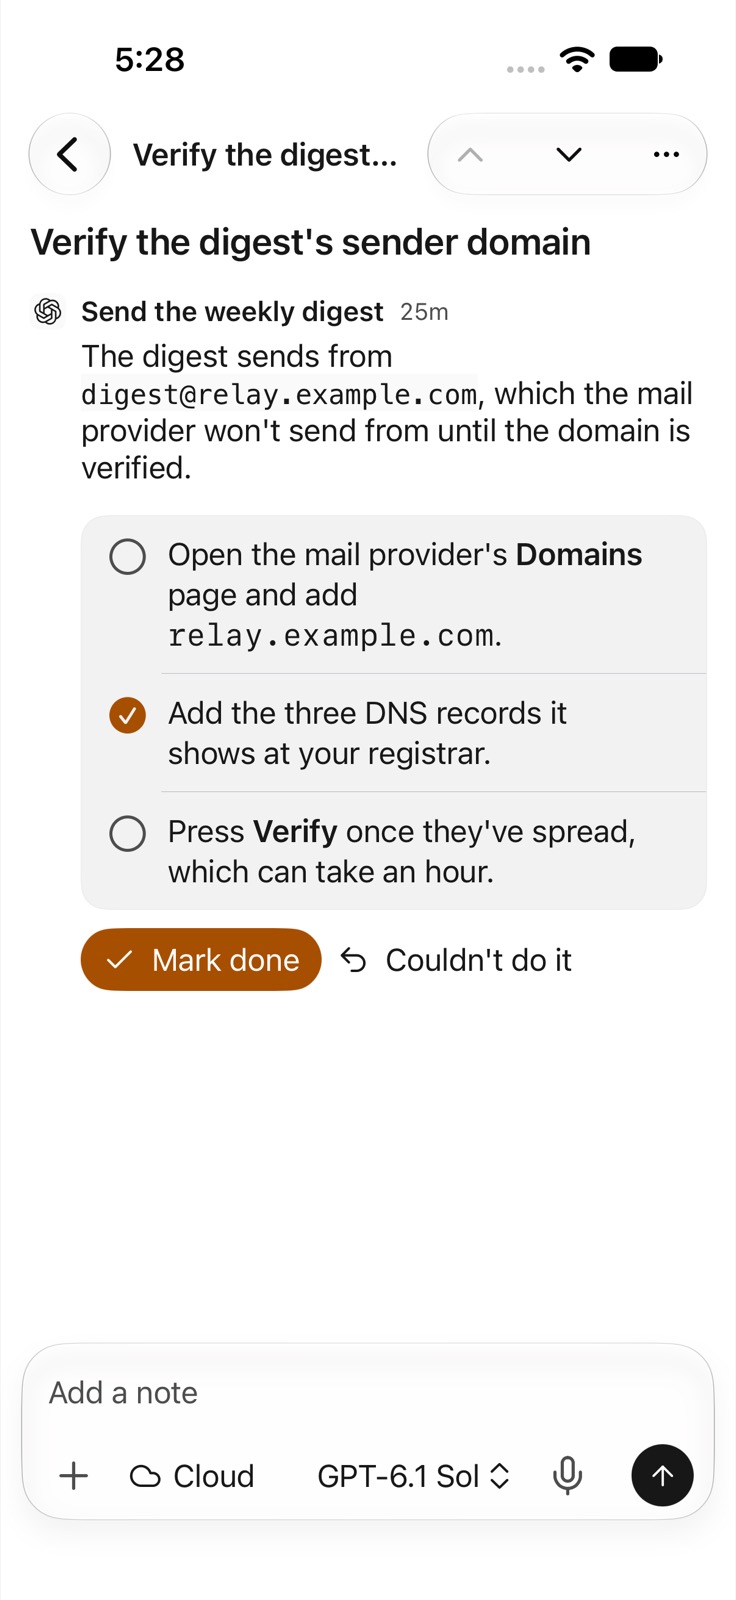 5:28
Verify the digest...
Verify the digest's sender domain
Send the weekly digest 25m
The digest sends from
digest@relay.example.com, which the mail
provider won't send from until the domain is
verified.
Open the mail provider's Domains
page and add
relay.example.com.
Add the three DNS records it
shows at your registrar.
Press Verify once they've spread,
which can take an hour.
Mark done
Couldn't do it
Add a note
Cloud
GPT-6.1 Sol